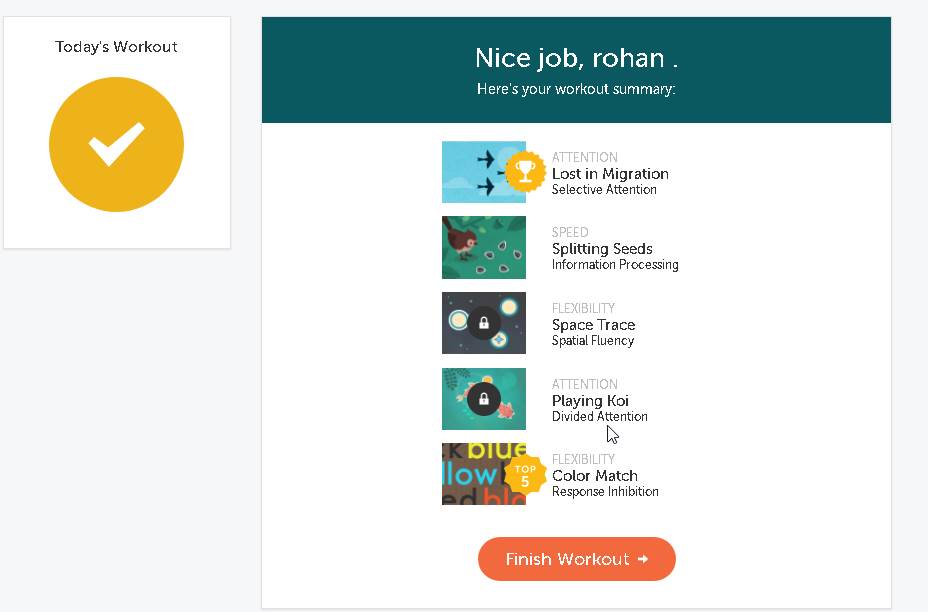 Today's Workout
Nice job, rohan .
Here's your workout summary:
ATTENTION
Lost in Migration
Selective Attention
SPEED
Splitting Seeds
Information Processing
FLEXIBILITY
Space Trace
Spatial Fluency
ATTENTION
Playing Koi
Divided Attention
ck blue
llow b
ed blo
TOP
5
FLEXIBILITY
Color Match
Response Inhibition
Finish Workout